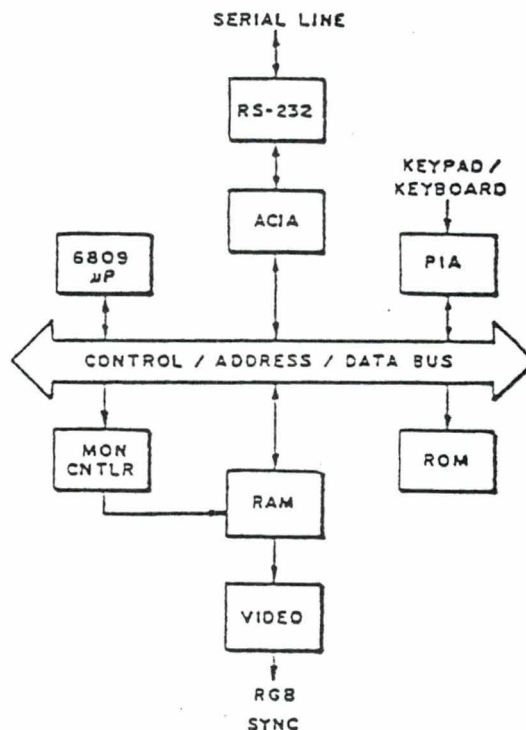 SERIAL LINE
RS-232
KEYPAD/
KEYBOARD
ACIA
6809
µP
PIA
CONTROL / ADDRESS / DATA BUS
MON
CNTLR
ROM
RAM
VIDEO
RGB
SYNC